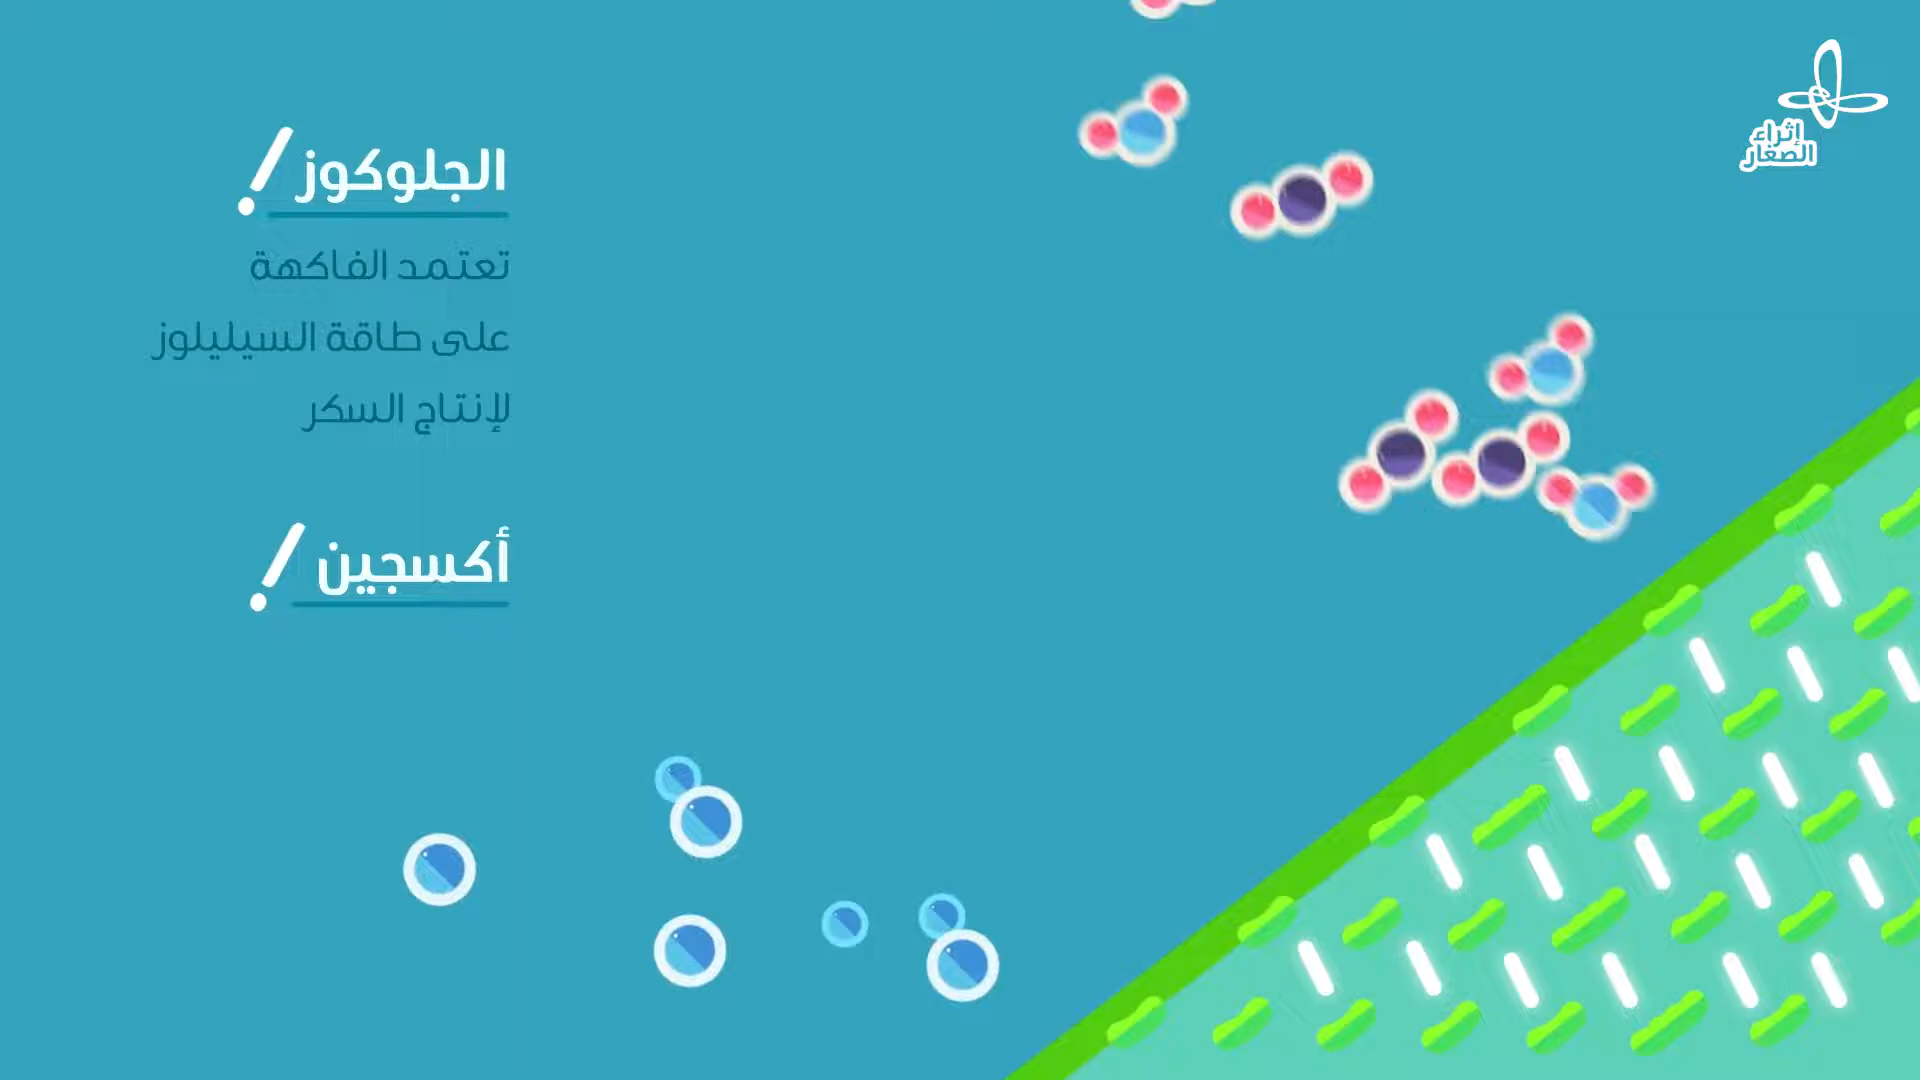 الجلوكوز!
تعتمد الفاكهة
على طاقة السيليلوز
لإنتاج السكر
أكسجين!
إثراء
الصغار